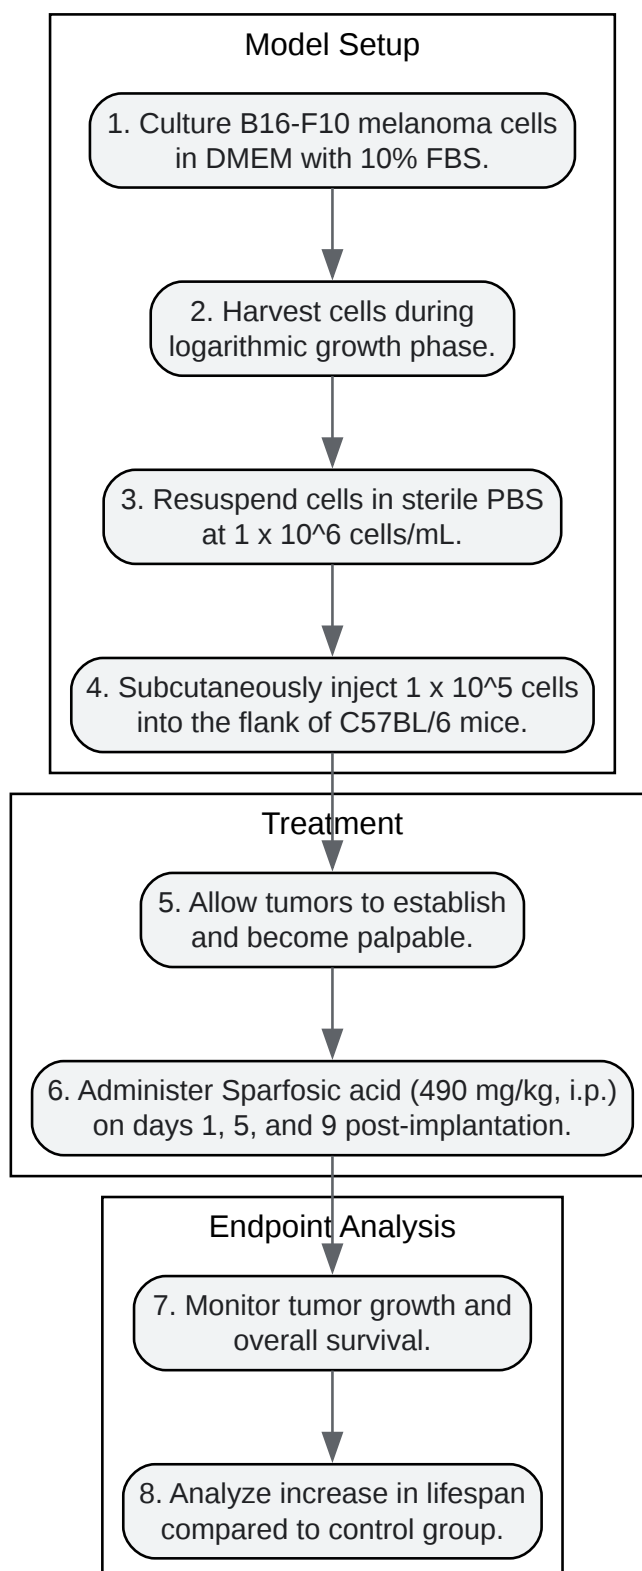 Model Setup
1. Culture B16-F10 melanoma cells
in DMEM with 10% FBS.
2. Harvest cells during
logarithmic growth phase.
3. Resuspend cells in sterile PBS
at 1 x 10^6 cells/mL.
4. Subcutaneously inject 1 x 10^5 cells
into the flank of C57BL/6 mice.
Treatment
5. Allow tumors to establish
and become palpable.
6. Administer Sparfosic acid (490 mg/kg, i.p.)
on days 1, 5, and 9 post-implantation.
Endpoint Analysis
7. Monitor tumor growth and
overall survival.
8. Analyze increase in lifespan
compared to control group.